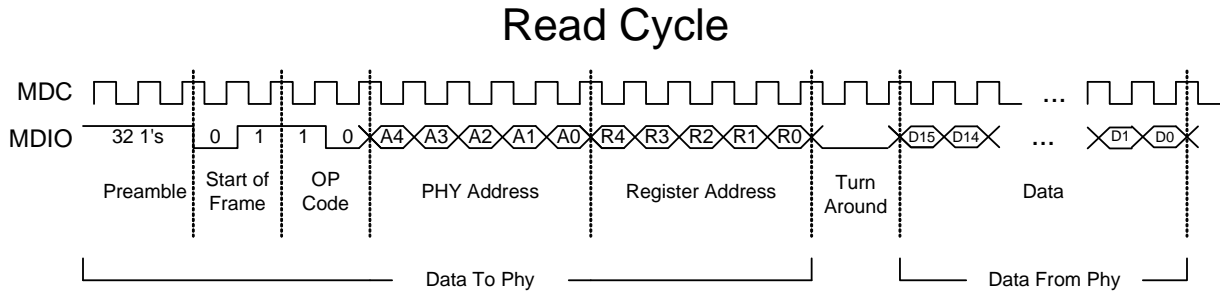 Read Cycle
MDC
...
MDIO
32 1's 0 1 1 0 A4 A3 A2 A1 A0 R4 R3 R2 R1 R0 D15 D14 ... D1 D0
Preamble
Start of
Frame
OP
Code
PHY Address
Register Address
Turn
Around
Data
Data To Phy
Data From Phy